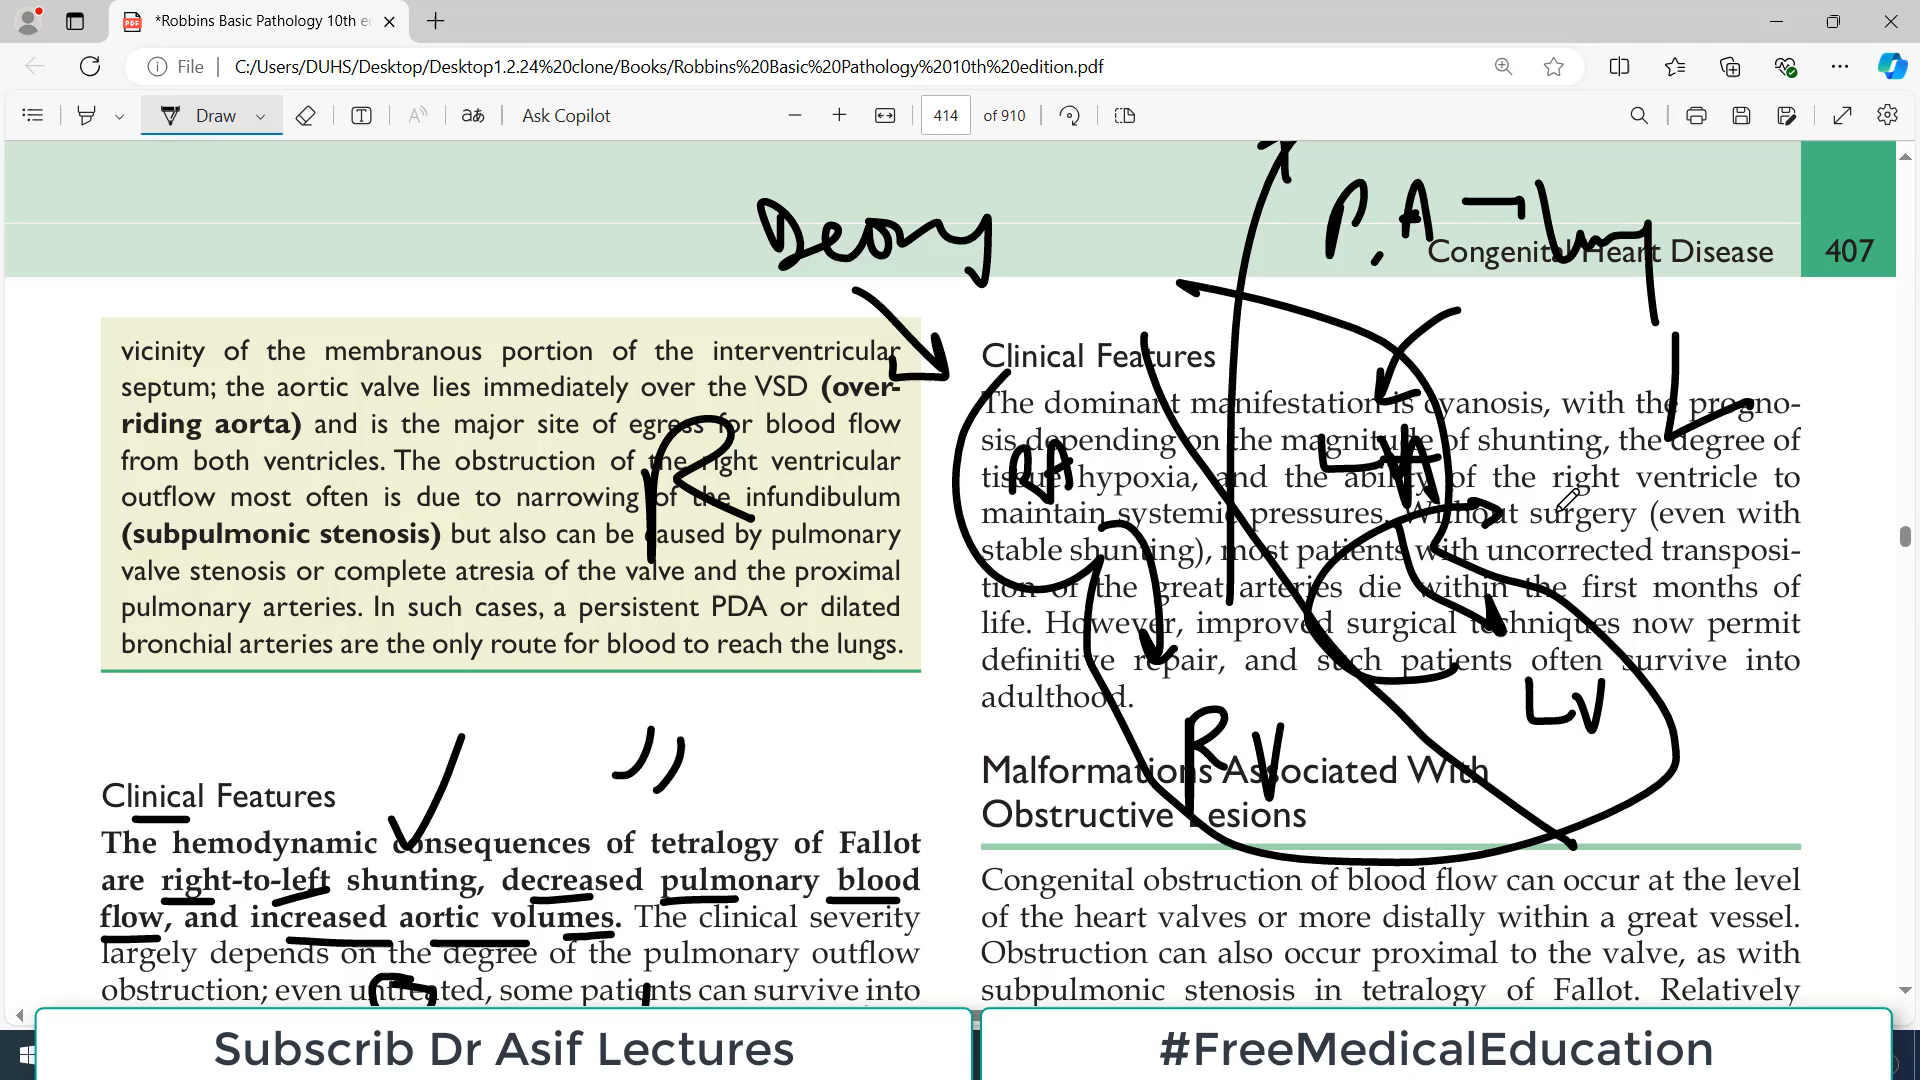 *Robbins Basic Pathology 10th e
File
C:/Users/DUHS/Desktop/Desktop1.2.24%20clone/Books/Robbins%20Basic%20Pathology%2010th%20edition.pdf
Draw
aあ
Ask Copilot
414 of 910
P.A → Lung
Congenital Heart Disease
407
vicinity of the membranous portion of the interventricular
septum; the aortic valve lies immediately over the VSD (over-
riding aorta) and is the major site of egress for blood flow
from both ventricles. The obstruction of the right ventricular
outflow most often is due to narrowing of the infundibulum
(subpulmonic stenosis) but also can be caused by pulmonary
valve stenosis or complete atresia of the valve and the proximal
pulmonary arteries. In such cases, a persistent PDA or dilated
bronchial arteries are the only route for blood to reach the lungs.
R
Clinical Features
The hemodynamic consequences of tetralogy of Fallot
are right-to-left shunting, decreased pulmonary blood
flow, and increased aortic volumes. The clinical severity
largely depends on the degree of the pulmonary outflow
obstruction; even untreated, some patients can survive into
Clinical Features
The dominant manifestation is cyanosis, with the progno-
sis depending on the magnitude of shunting, the degree of
tissue hypoxia, and the ability of the right ventricle to
maintain systemic pressures. Without surgery (even with
stable shunting), most patients with uncorrected transposi-
tion of the great arteries die within the first months of
life. However, improved surgical techniques now permit
definitive repair, and such patients often survive into
adulthood.
RA
LA
RV
LV
Malformations Associated With
Obstructive Lesions
Congenital obstruction of blood flow can occur at the level
of the heart valves or more distally within a great vessel.
Obstruction can also occur proximal to the valve, as with
subpulmonic stenosis in tetralogy of Fallot. Relatively
Subscrib Dr Asif Lectures
#FreeMedicalEducation